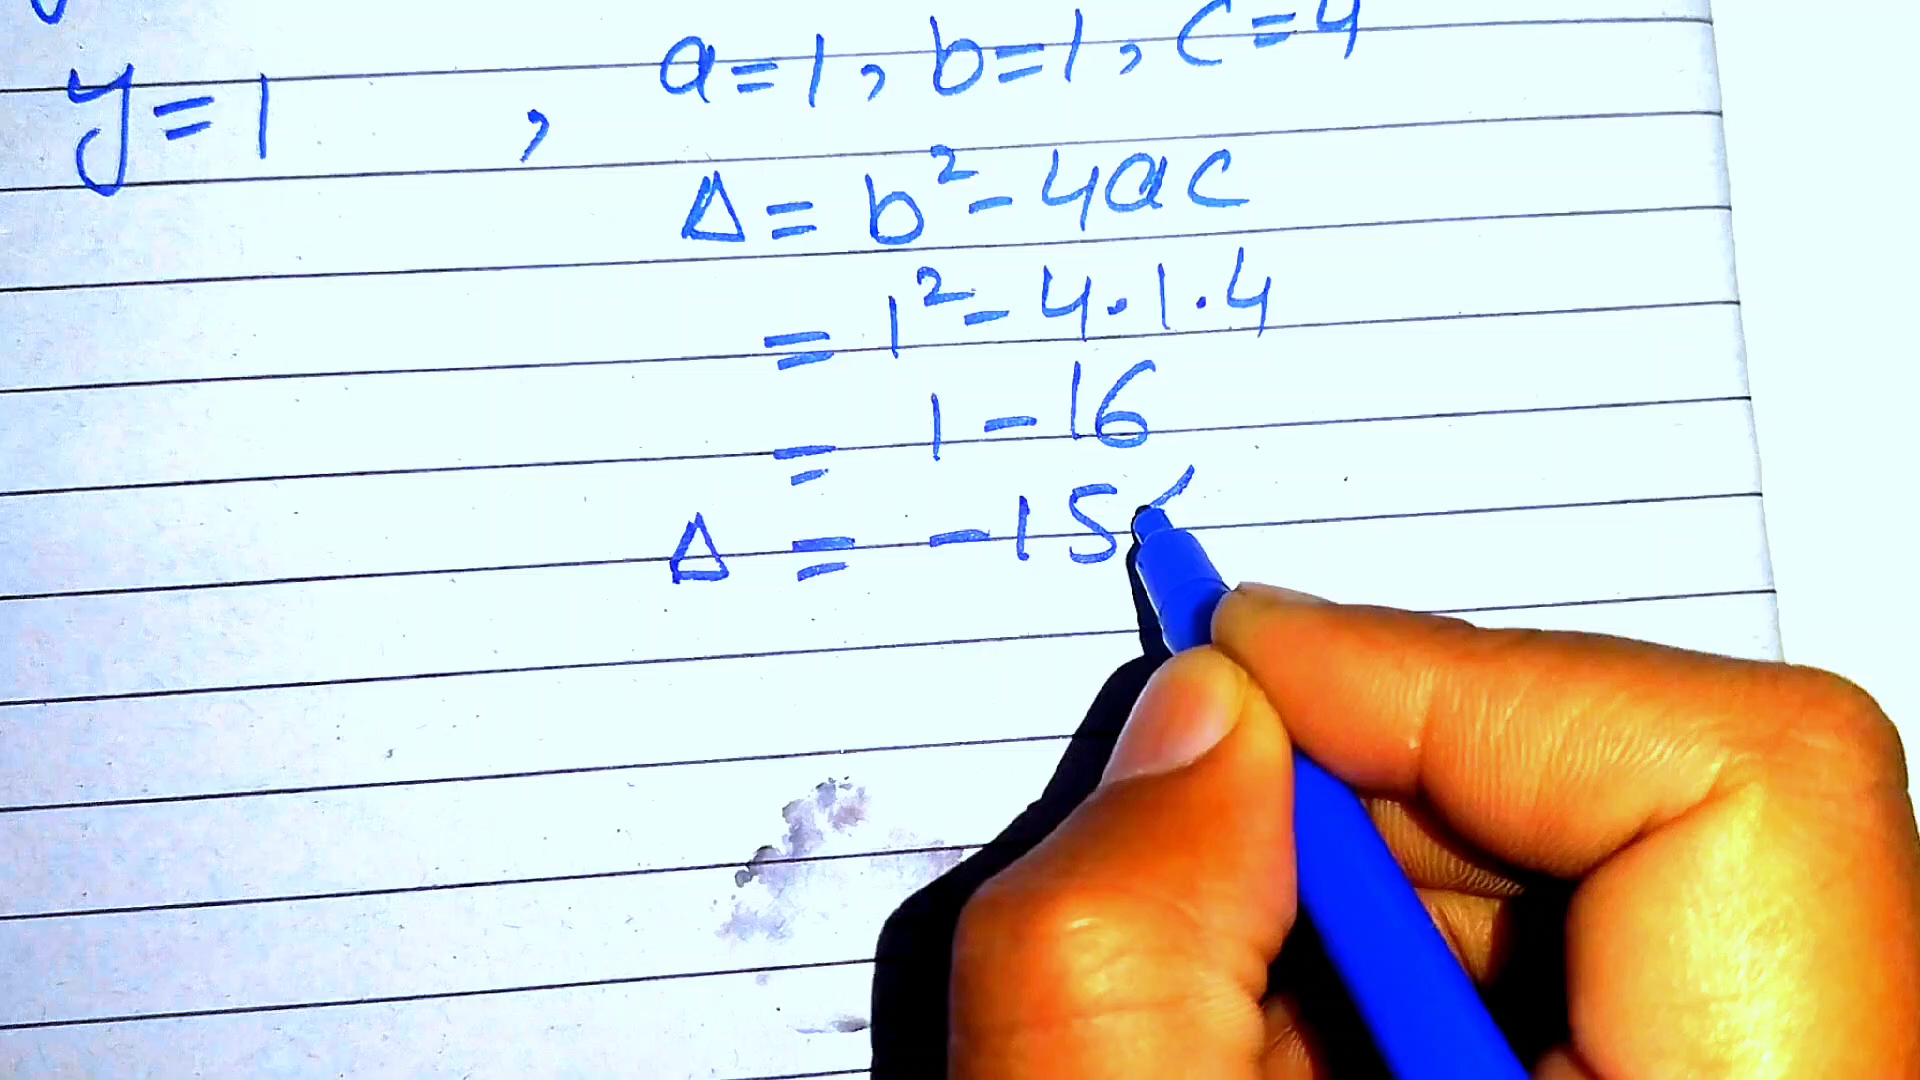 y=1 , a=1, b=1, c=4
Δ= b²-4ac
= 1²-4·1·4
= 1-16
Δ = -15<